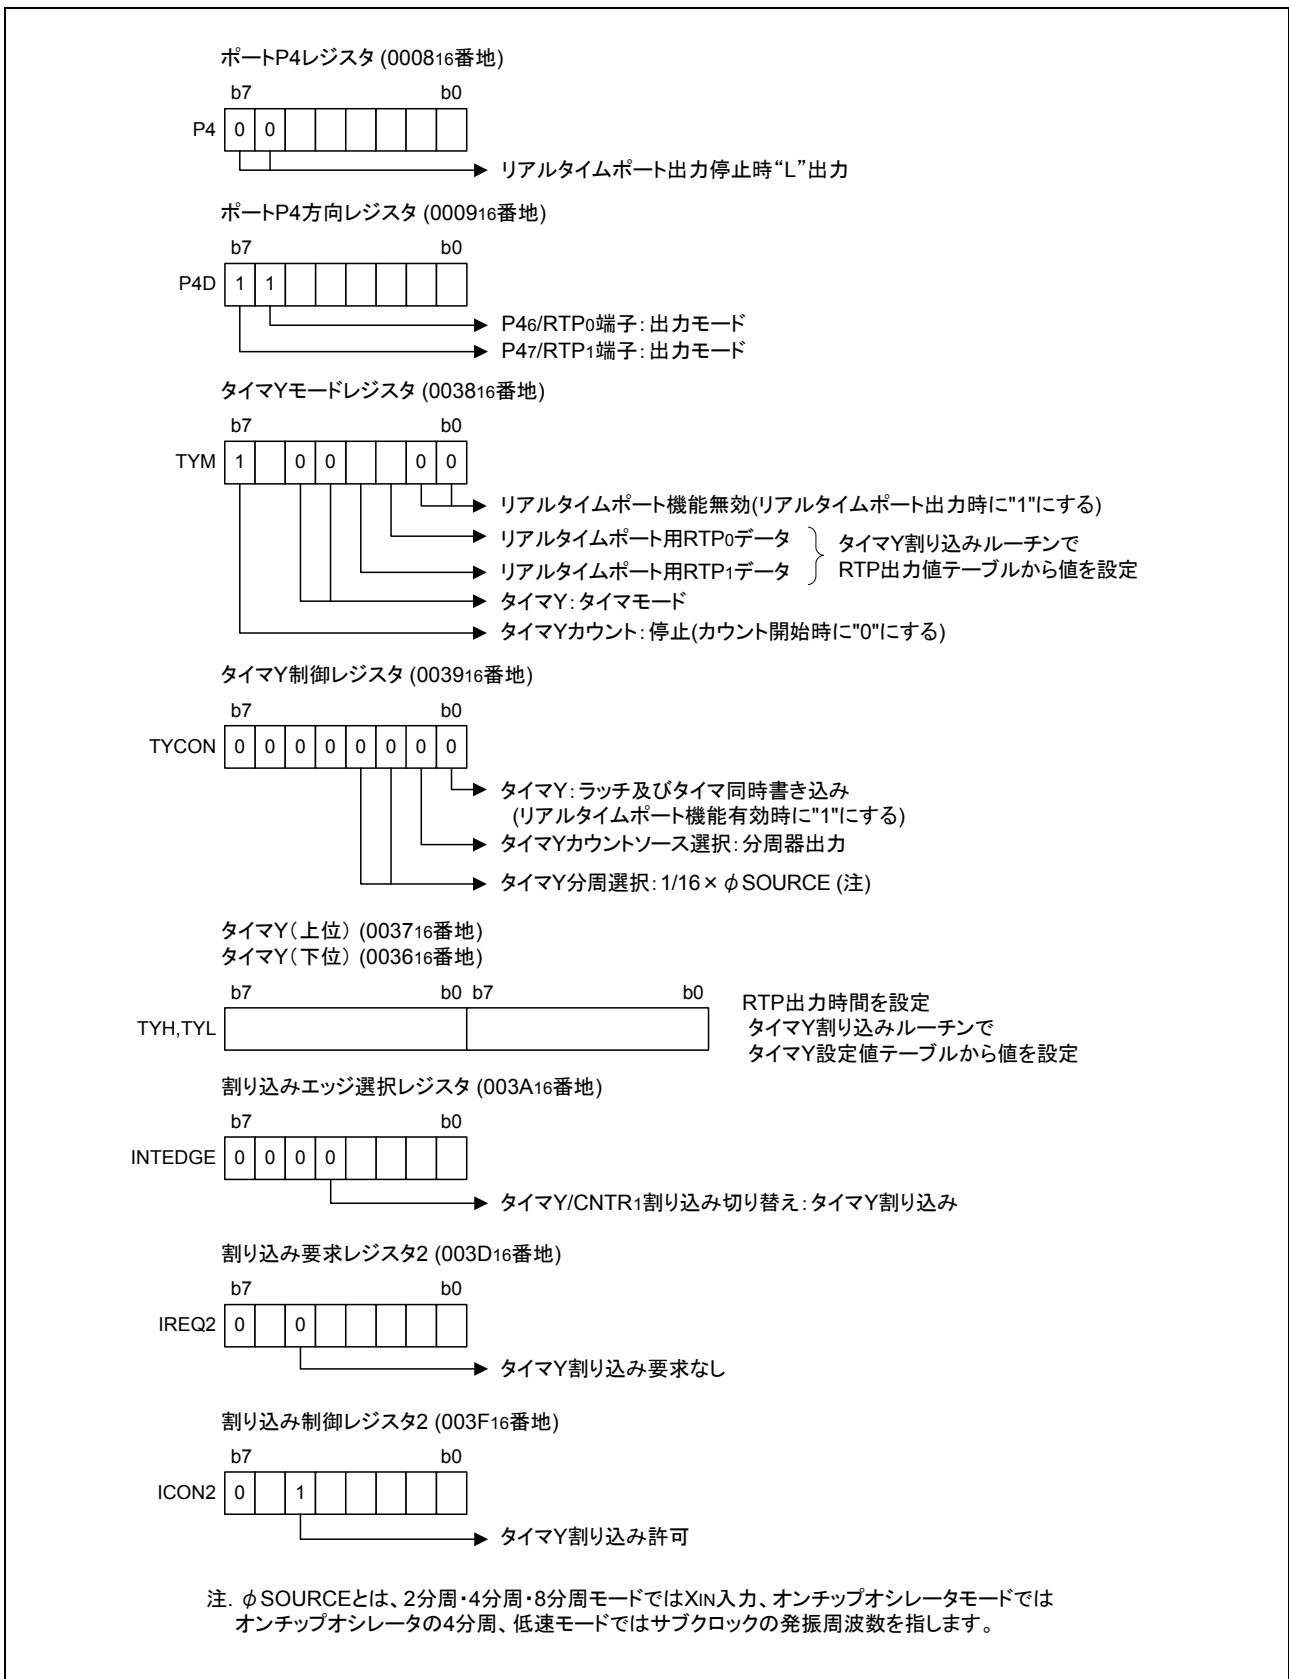 ポートP4レジスタ (000816番地)
b7 b0
P4 0 0
リアルタイムポート出力停止時“L”出力
ポートP4方向レジスタ (000916番地)
b7 b0
P4D 1 1
P46/RTP0端子：出力モード
P47/RTP1端子：出力モード
タイマYモードレジスタ (003816番地)
b7 b0
TYM 1 0 0 0 0
リアルタイムポート機能無効(リアルタイムポート出力時に"1"にする)
リアルタイムポート用RTP0データ
リアルタイムポート用RTP1データ
タイマY割り込みルーチンで
RTP出力値テーブルから値を設定
タイマY：タイマモード
タイマYカウント：停止(カウント開始時に"0"にする)
タイマY制御レジスタ (003916番地)
b7 b0
TYCON 0 0 0 0 0 0 0 0
タイマY：ラッチ及びタイマ同時書き込み
(リアルタイムポート機能有効時に"1"にする)
タイマYカウントソース選択：分周器出力
タイマY分周選択：1/16×φSOURCE (注)
タイマY（上位） (003716番地)
タイマY（下位） (003616番地)
b7 b0 b7 b0
TYH,TYL
RTP出力時間を設定
タイマY割り込みルーチンで
タイマY設定値テーブルから値を設定
割り込みエッジ選択レジスタ (003A16番地)
b7 b0
INTEDGE 0 0 0 0
タイマY/CNTR1割り込み切り替え：タイマY割り込み
割り込み要求レジスタ2 (003D16番地)
b7 b0
IREQ2 0 0
タイマY割り込み要求なし
割り込み制御レジスタ2 (003F16番地)
b7 b0
ICON2 0 1
タイマY割り込み許可
注. φSOURCEとは、2分周・4分周・8分周モードではXIN入力、オンチップオシレータモードでは
オンチップオシレータの4分周、低速モードではサブクロックの発振周波数を指します。